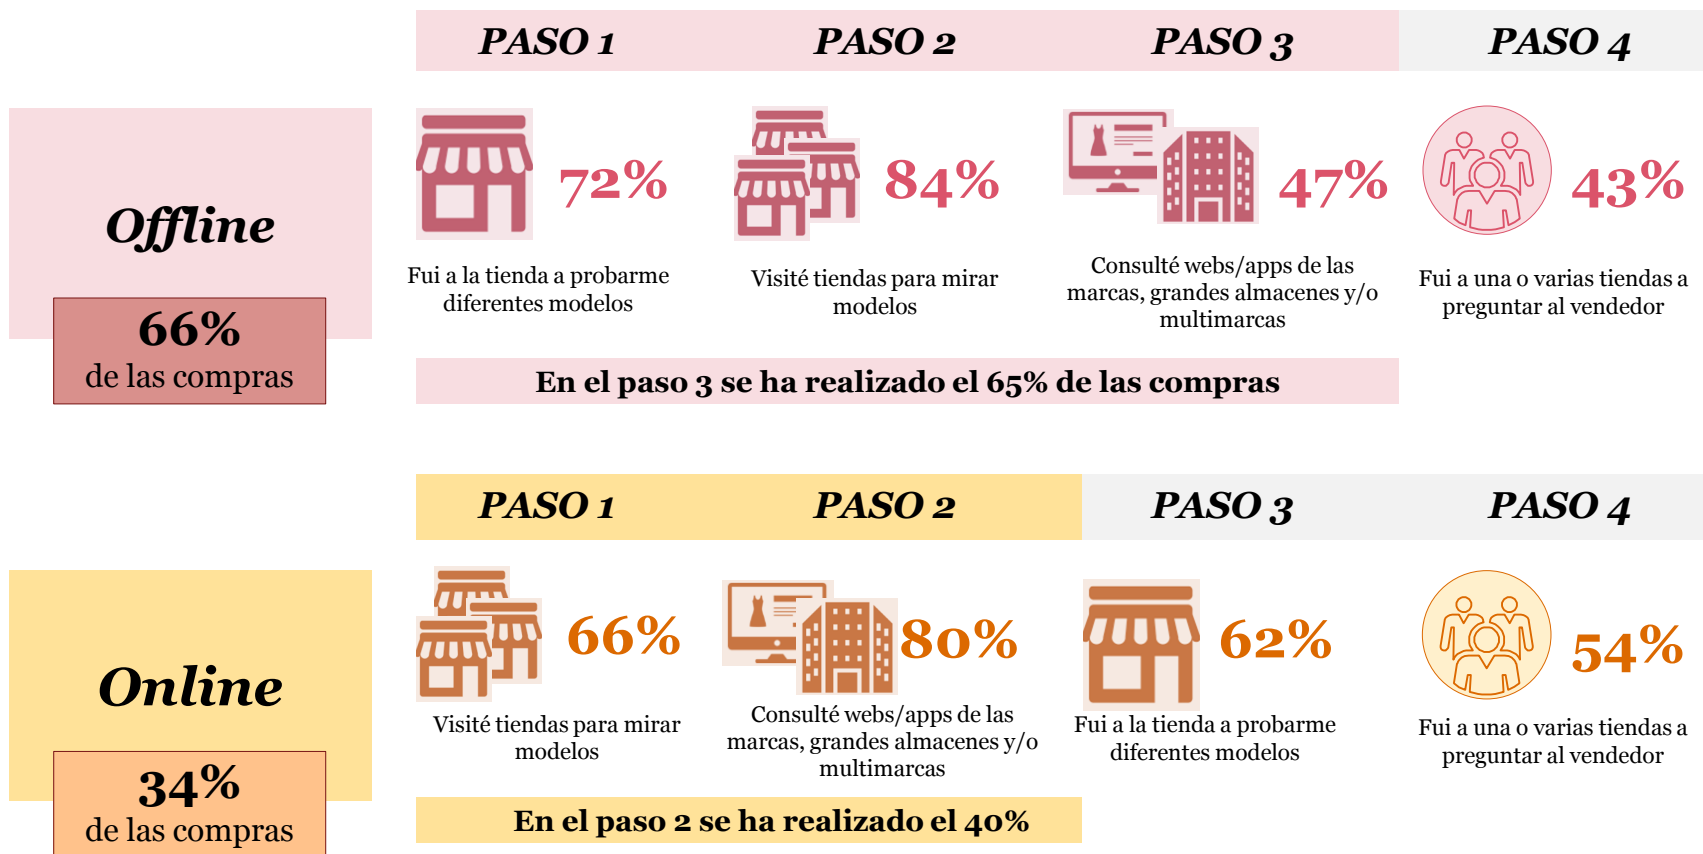 PASO 1
PASO 2
PASO 3
PASO 4
Offline
66%
de las compras
72%
Fui a la tienda a probarme
diferentes modelos
84%
Visité tiendas para mirar
modelos
47%
Consulté webs/apps de las
marcas, grandes almacenes y/o
multimarcas
43%
Fui a una o varias tiendas a
preguntar al vendedor
En el paso 3 se ha realizado el 65% de las compras
PASO 1
PASO 2
PASO 3
PASO 4
Online
34%
de las compras
66%
Visité tiendas para mirar
modelos
80%
Consulté webs/apps de las
marcas, grandes almacenes y/o
multimarcas
62%
Fui a la tienda a probarme
diferentes modelos
54%
Fui a una o varias tiendas a
preguntar al vendedor
En el paso 2 se ha realizado el 40%